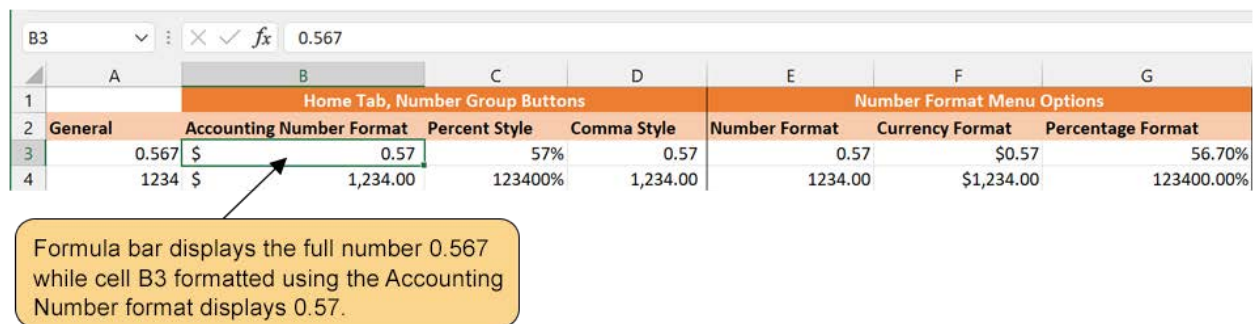 B3 fx 0.567
A B C D E F G
1 Home Tab, Number Group Buttons Number Format Menu Options
2 General Accounting Number Format Percent Style Comma Style Number Format Currency Format Percentage Format
3 0.567 $ 0.57 57% 0.57 0.57 $0.57 56.70%
4 1234 $ 1,234.00 123400% 1,234.00 1234.00 $1,234.00 123400.00%
Formula bar displays the full number 0.567
while cell B3 formatted using the Accounting
Number format displays 0.57.